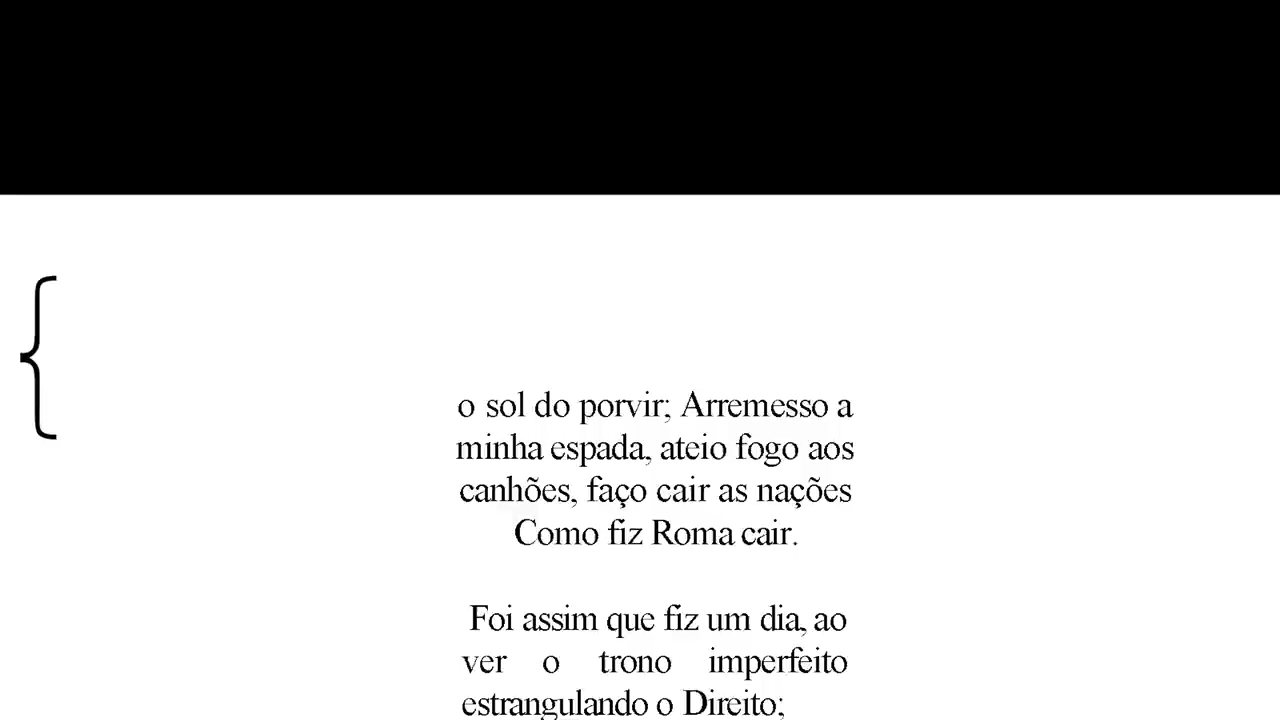 o sol do porvir; Arremesso a
minha espada, ateio fogo aos
canhões, faço cair as nações
Como fiz Roma cair.
Foi assim que fiz um dia, ao
ver o trono imperfeito
estrangulando o Direito;